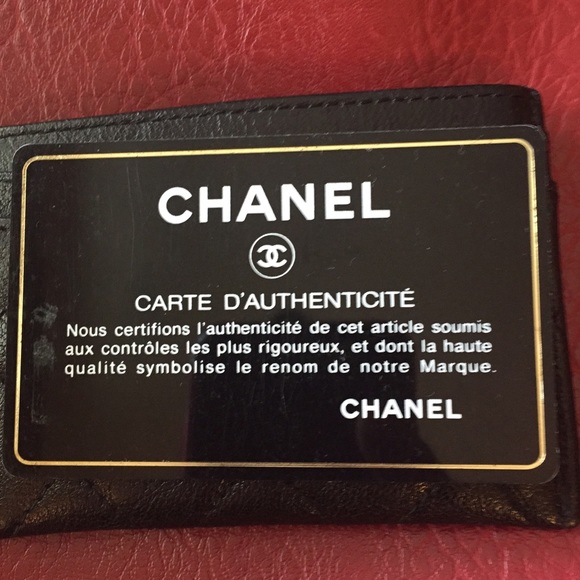 CHANEL
CARTE D'AUTHENTICITÉ
Nous certifions l'authenticité de cet article soumis
aux contrôles les plus rigoureux, et dont la haute
qualité symbolise le renom de notre Marque.
CHANEL